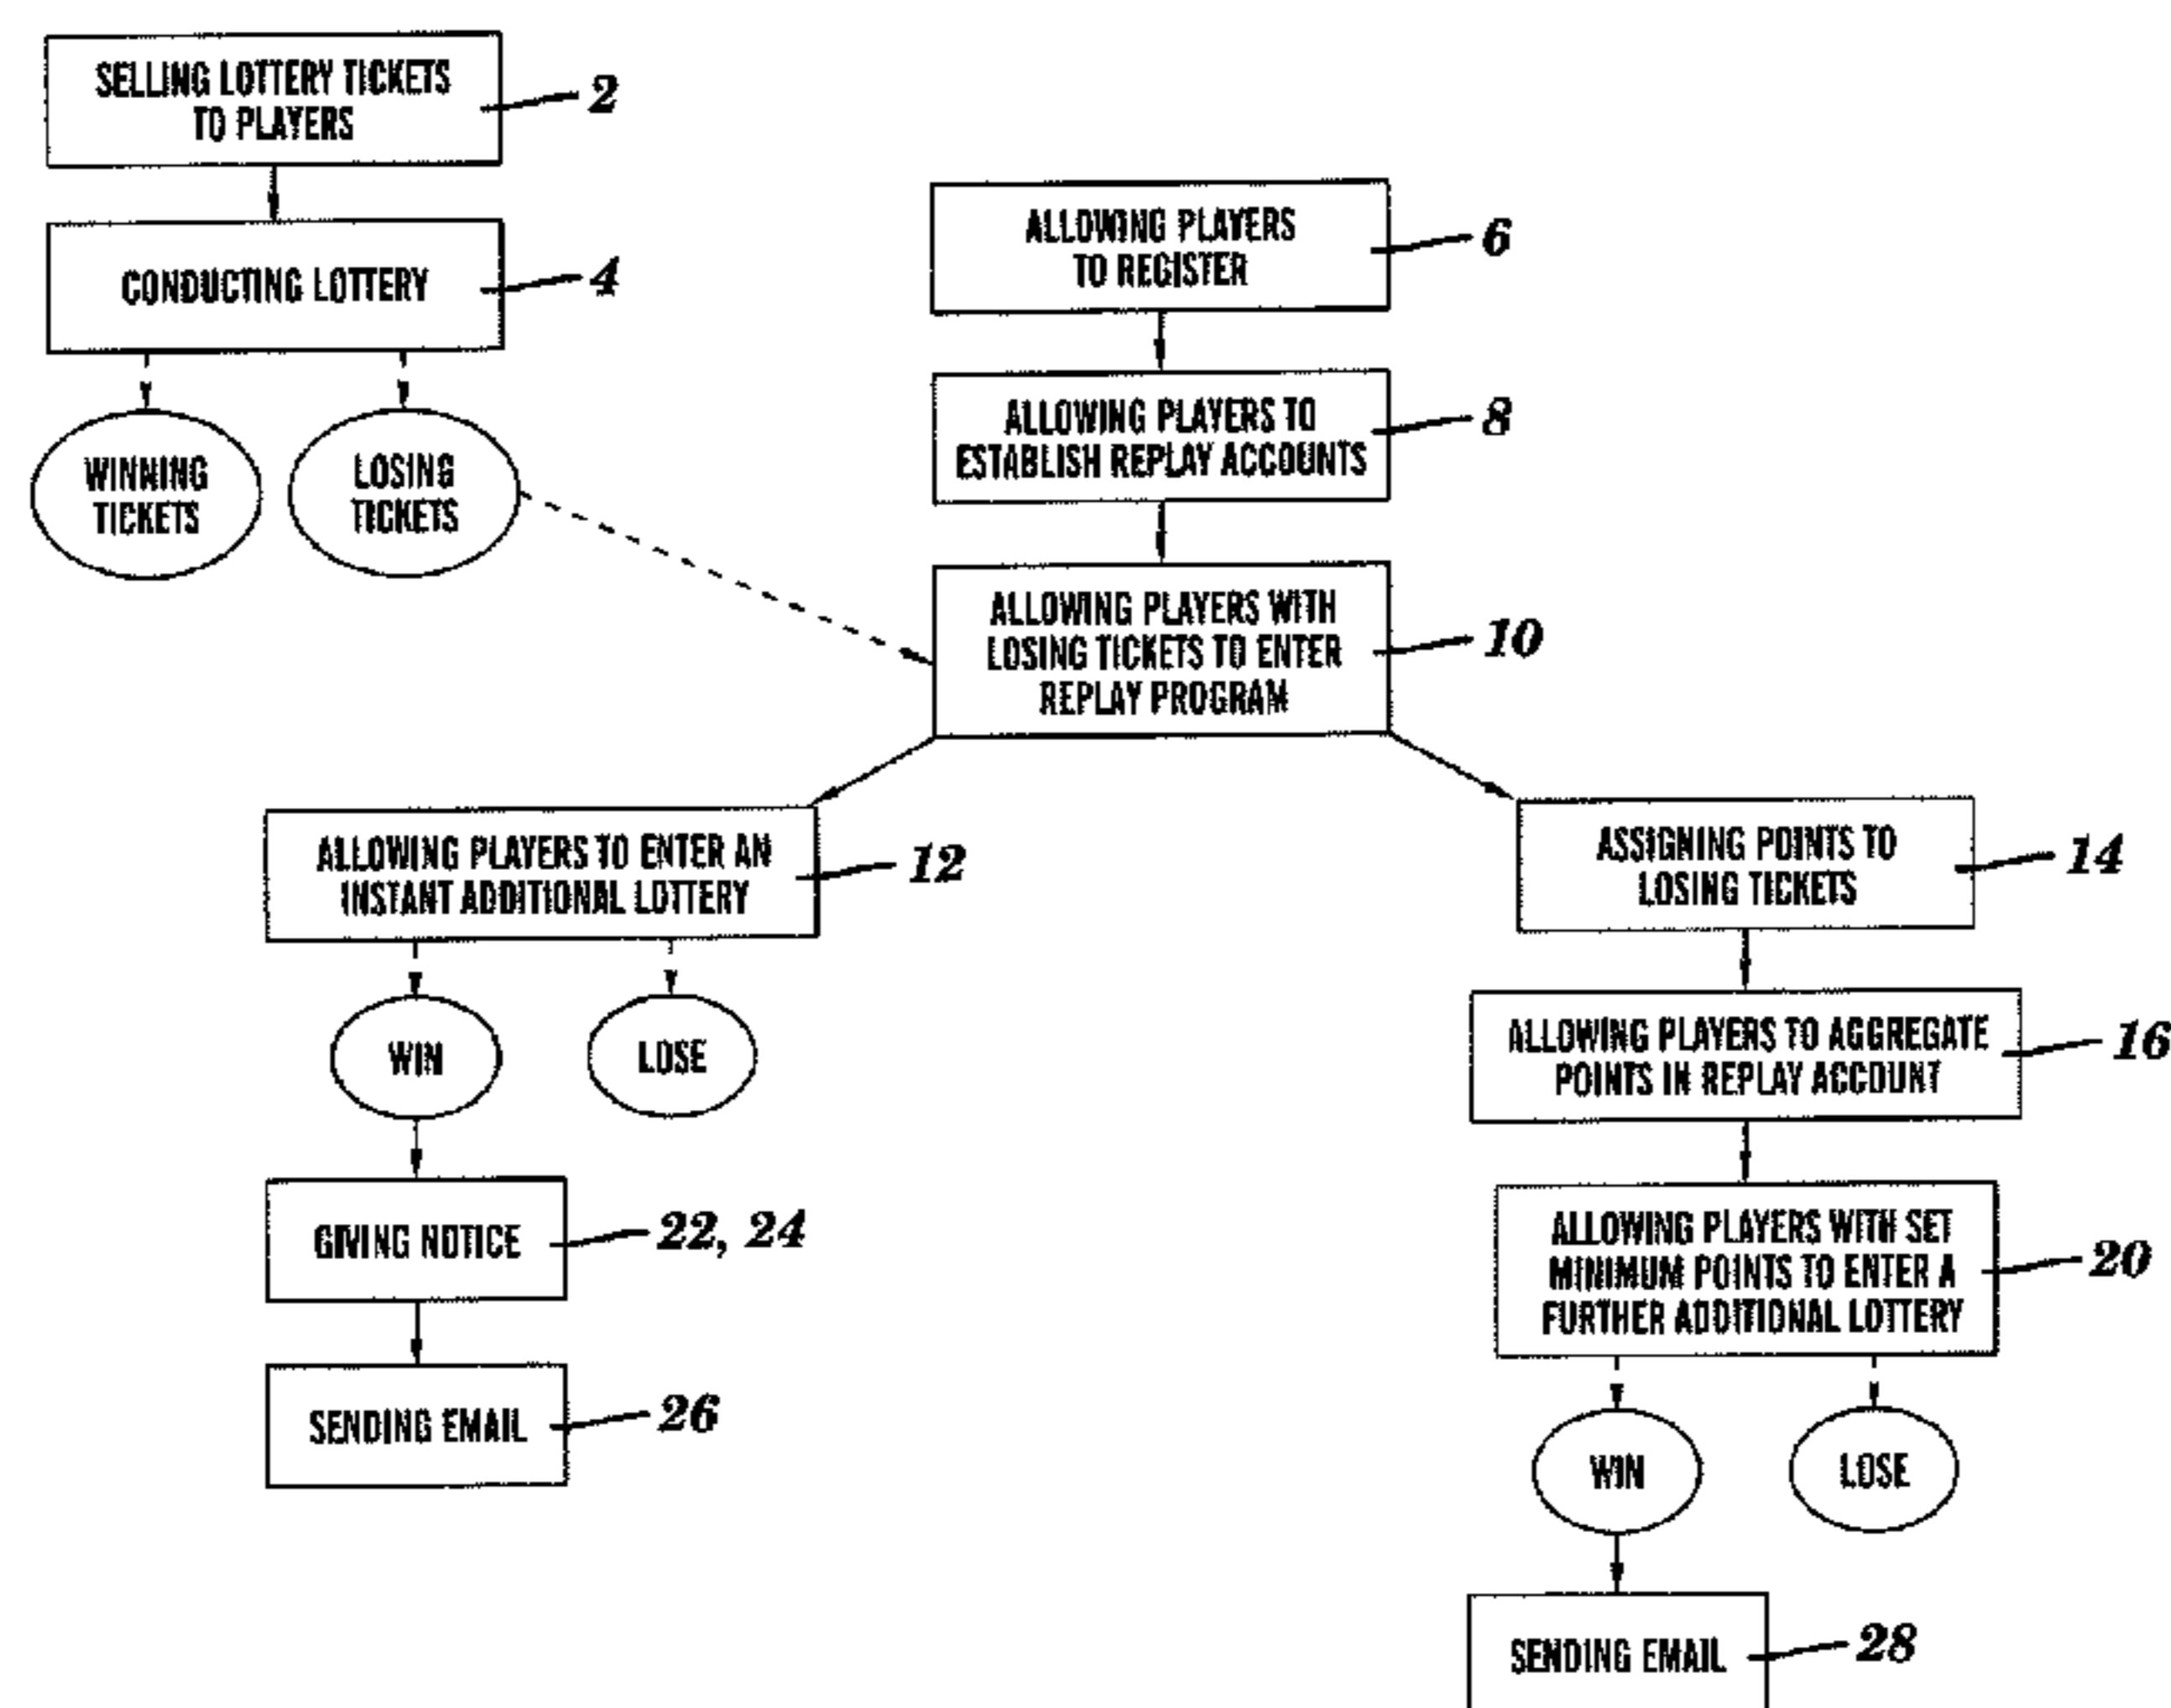 SELLING LOTTERY TICKETS
TO PLAYERS
2
CONDUCTING LOTTERY
4
WINNING
TICKETS
LOSING
TICKETS
ALLOWING PLAYERS
TO REGISTER
6
ALLOWING PLAYERS TO
ESTABLISH REPLAY ACCOUNTS
8
ALLOWING PLAYERS WITH
LOSING TICKETS TO ENTER
REPLAY PROGRAM
10
ALLOWING PLAYERS TO ENTER AN
INSTANT ADDITIONAL LOTTERY
12
WIN
LOSE
GIVING NOTICE
22, 24
SENDING EMAIL
26
ASSIGNING POINTS TO
LOSING TICKETS
14
ALLOWING PLAYERS TO AGGREGATE
POINTS IN REPLAY ACCOUNT
16
ALLOWING PLAYERS WITH SET
MINIMUM POINTS TO ENTER A
FURTHER ADDITIONAL LOTTERY
20
WIN
LOSE
SENDING EMAIL
28